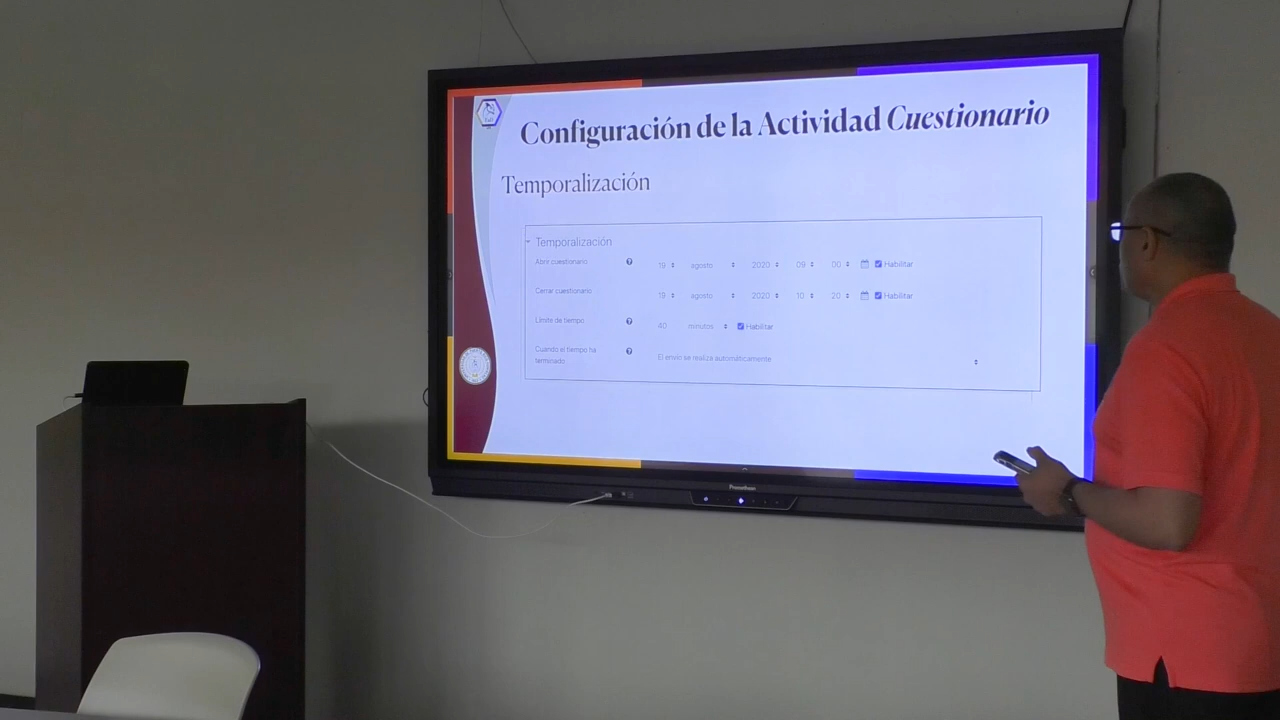 Configuración de la Actividad Cuestionario
Temporalización
Temporalización
Abrir cuestionario 19 agosto 2020 09 00 Habilitar
Cerrar cuestionario 19 agosto 2020 10 20 Habilitar
Límite de tiempo 40 minutos Habilitar
Cuando el tiempo ha
terminado
El envío se realiza automáticamente
Promethean